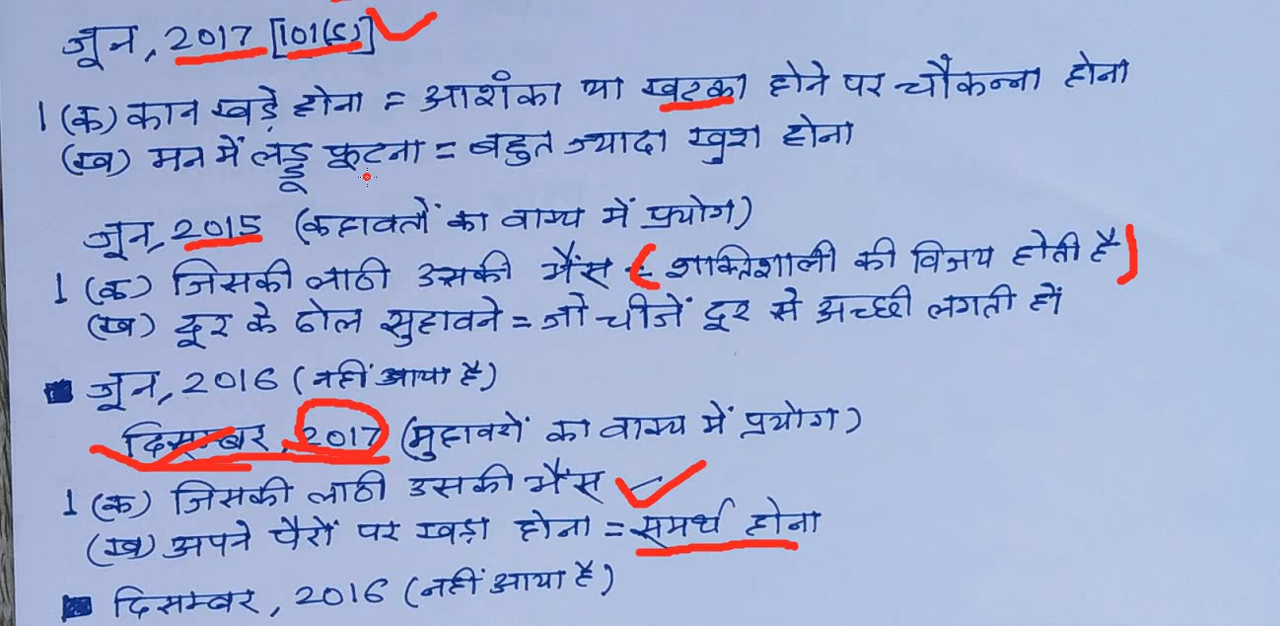 जून, 2017 [101(S)]
1 (क) कान खड़े होना = आशंका या खटका होने पर चौकन्ना होना
(ख) मन में लड्डू फूटना = बहुत ज्यादा खुश होना
जून, 2015 (कहावतों का वाक्य में प्रयोग)
1 (क) जिसकी लाठी उसकी भैंस = शक्तिशाली की विजय होती है
(ख) दूर के ढोल सुहावने = जो चीजें दूर से अच्छी लगती हों
जून, 2016 (नहीं आया है)
दिसम्बर, 2017 (मुहावरों का वाक्य में प्रयोग)
1 (क) जिसकी लाठी उसकी भैंस
(ख) अपने पैरों पर खड़ा होना = समर्थ होना
दिसम्बर, 2016 (नहीं आया है)